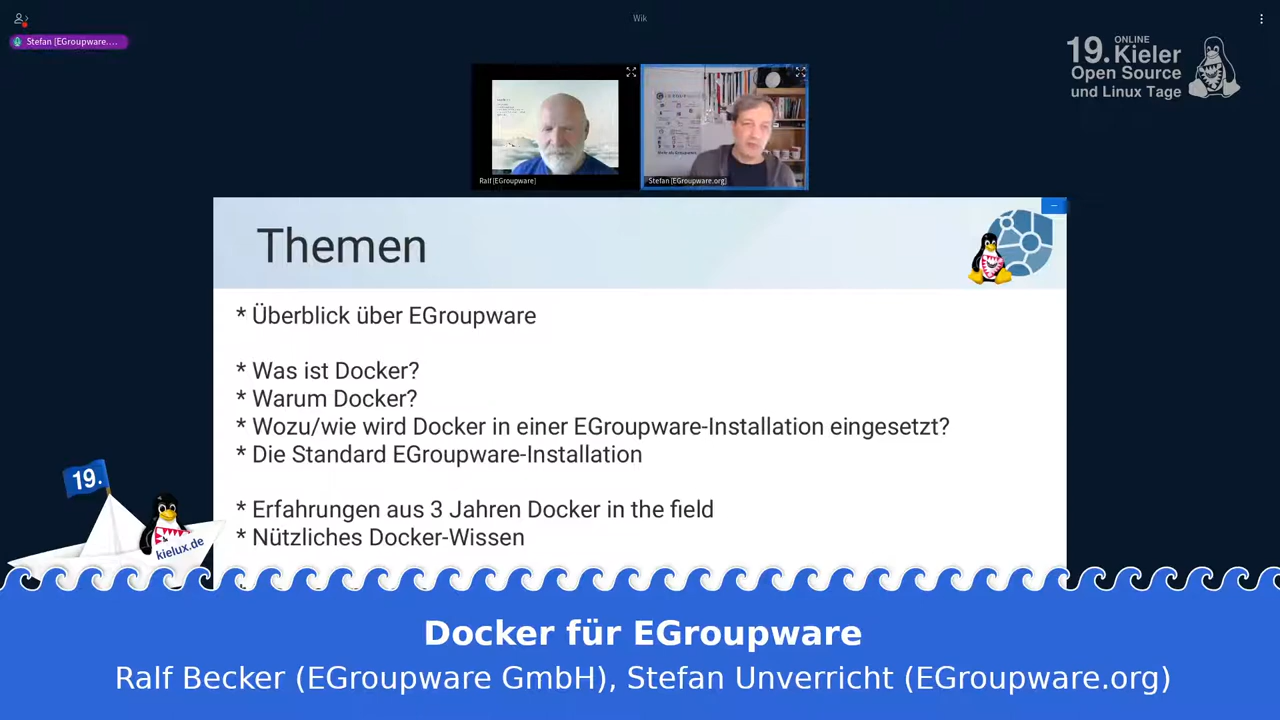 Wik
Stefan [EGroupware....
ONLINE
19. Kieler
Open Source
und Linux Tage
Ralf [EGroupware]
Stefan [EGroupware.org]
Themen
* Überblick über EGroupware
* Was ist Docker?
* Warum Docker?
* Wozu/wie wird Docker in einer EGroupware-Installation eingesetzt?
* Die Standard EGroupware-Installation
* Erfahrungen aus 3 Jahren Docker in the field
* Nützliches Docker-Wissen
19.
kielux.de
Docker für EGroupware
Ralf Becker (EGroupware GmbH), Stefan Unverricht (EGroupware.org)